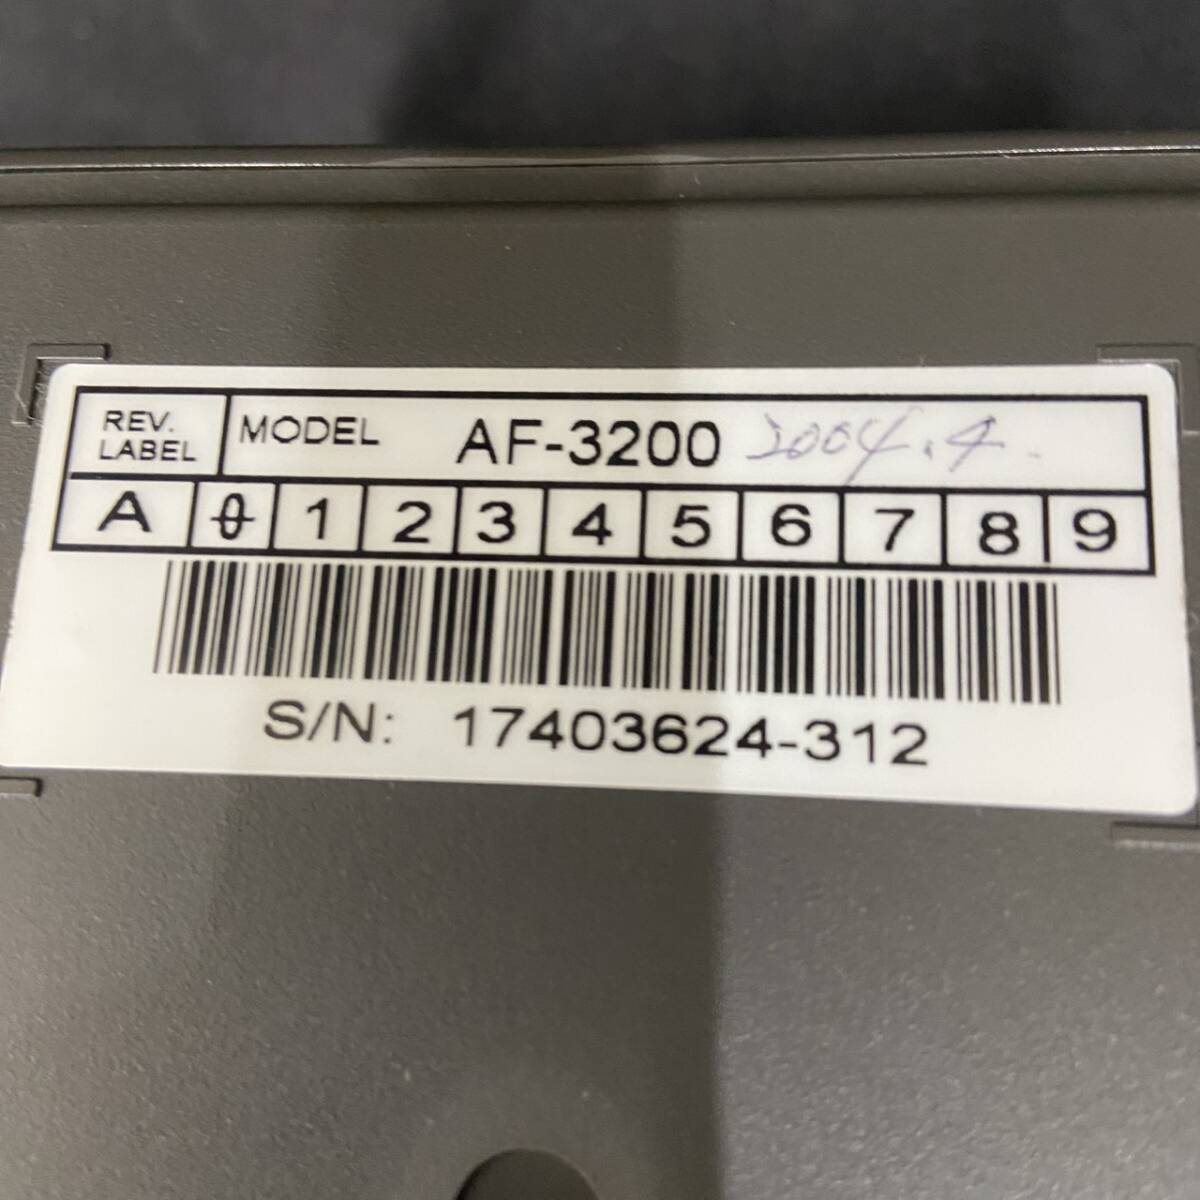 REV. LABEL
MODEL AF-3200 2004.4.
A 0 1 2 3 4 5 6 7 8 9
S/N: 17403624-312